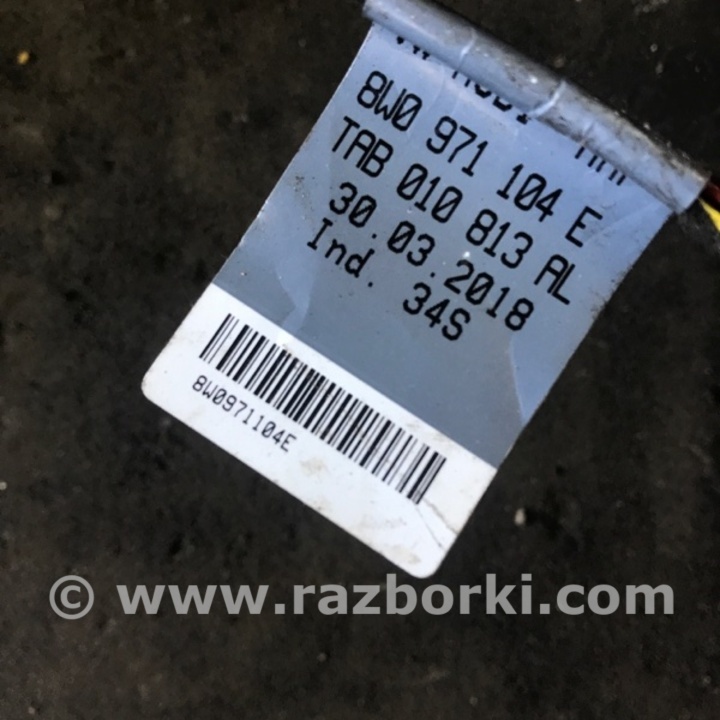 8W0 971 104 E
TAB 010 813 AL
30.03.2018
Ind. 34S
8W0971104E
© www.razborki.com